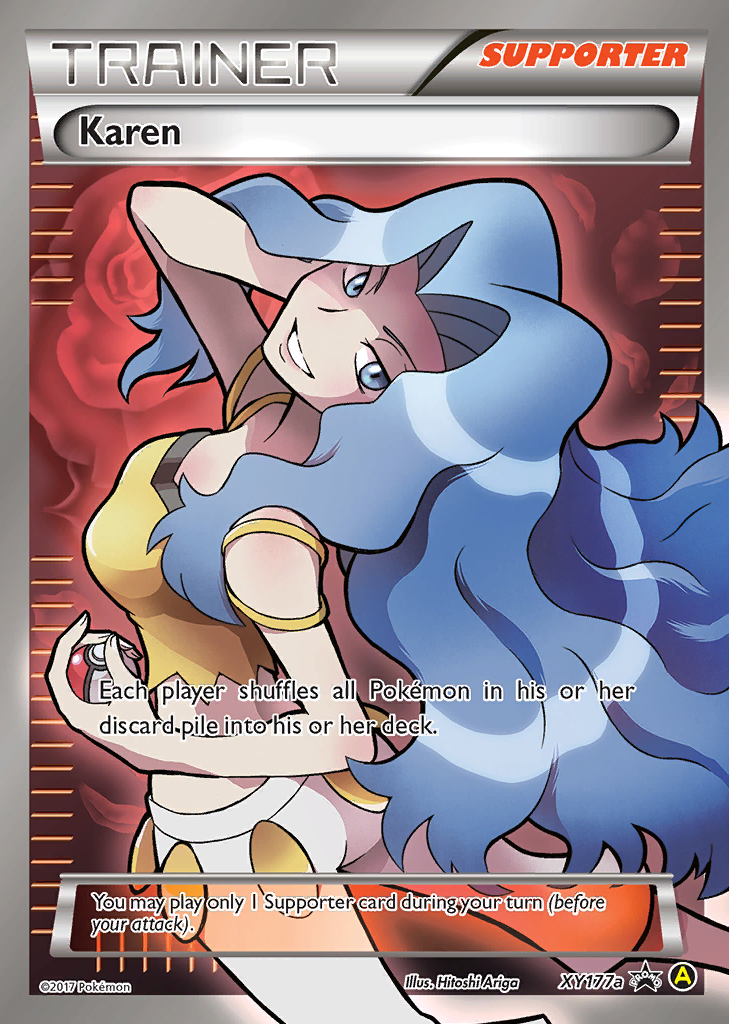 TRAINER
SUPPORTER
Karen
Each player shuffles all Pokémon in his or her
discard pile into his or her deck.
You may play only 1 Supporter card during your turn (before
your attack).
©2017 Pokémon
Illus. Hitoshi Ariga
XY177a
PROMO
A